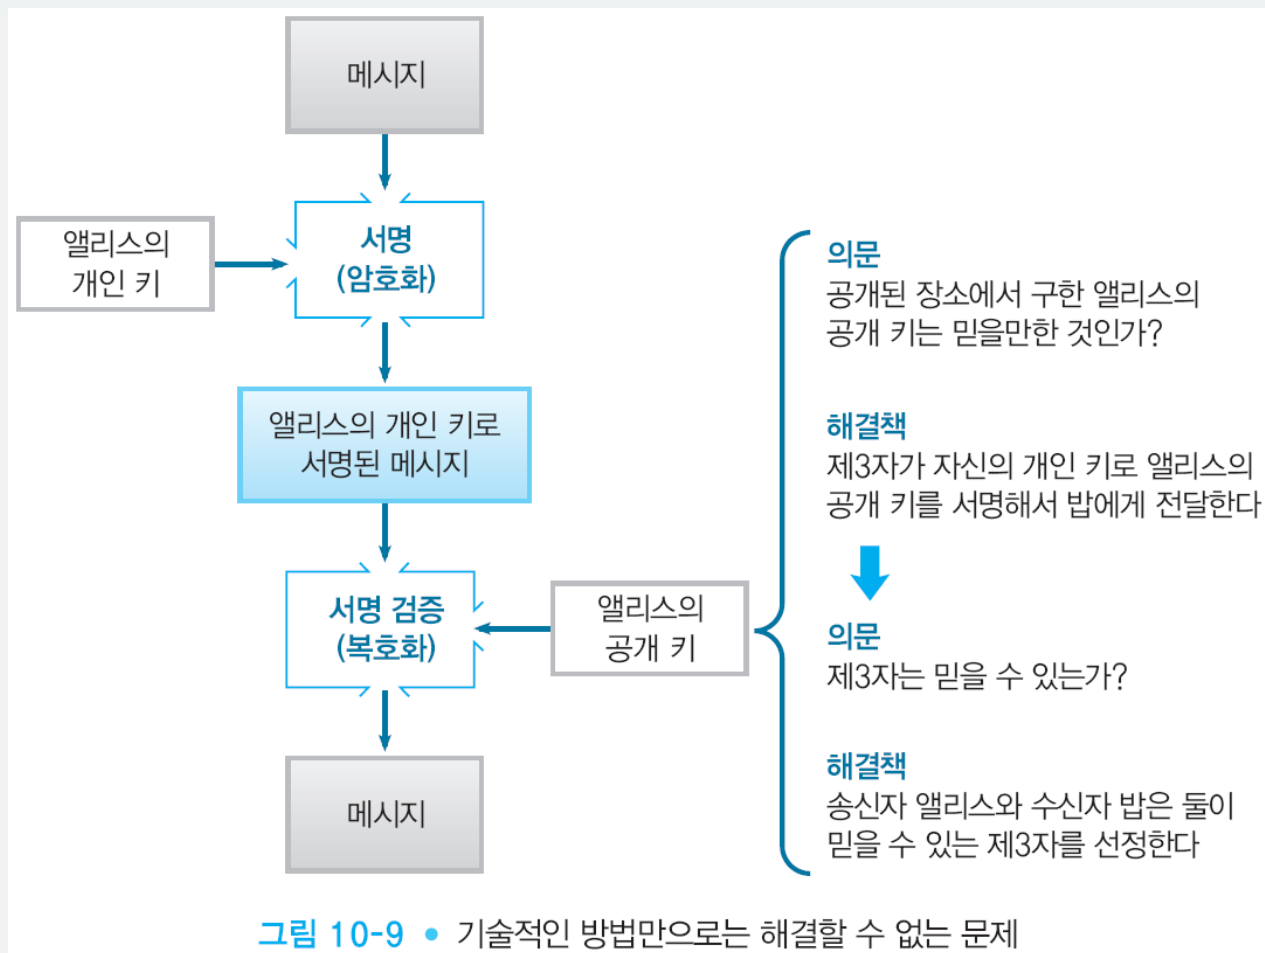 메시지
앨리스의
개인 키
서명
(암호화)
앨리스의 개인 키로
서명된 메시지
서명 검증
(복호화)
앨리스의
공개 키
메시지
의문
공개된 장소에서 구한 앨리스의
공개 키는 믿을만한 것인가?
해결책
제3자가 자신의 개인 키로 앨리스의
공개 키를 서명해서 밥에게 전달한다
의문
제3자는 믿을 수 있는가?
해결책
송신자 앨리스와 수신자 밥은 둘이
믿을 수 있는 제3자를 선정한다
그림 10-9 • 기술적인 방법만으로는 해결할 수 없는 문제